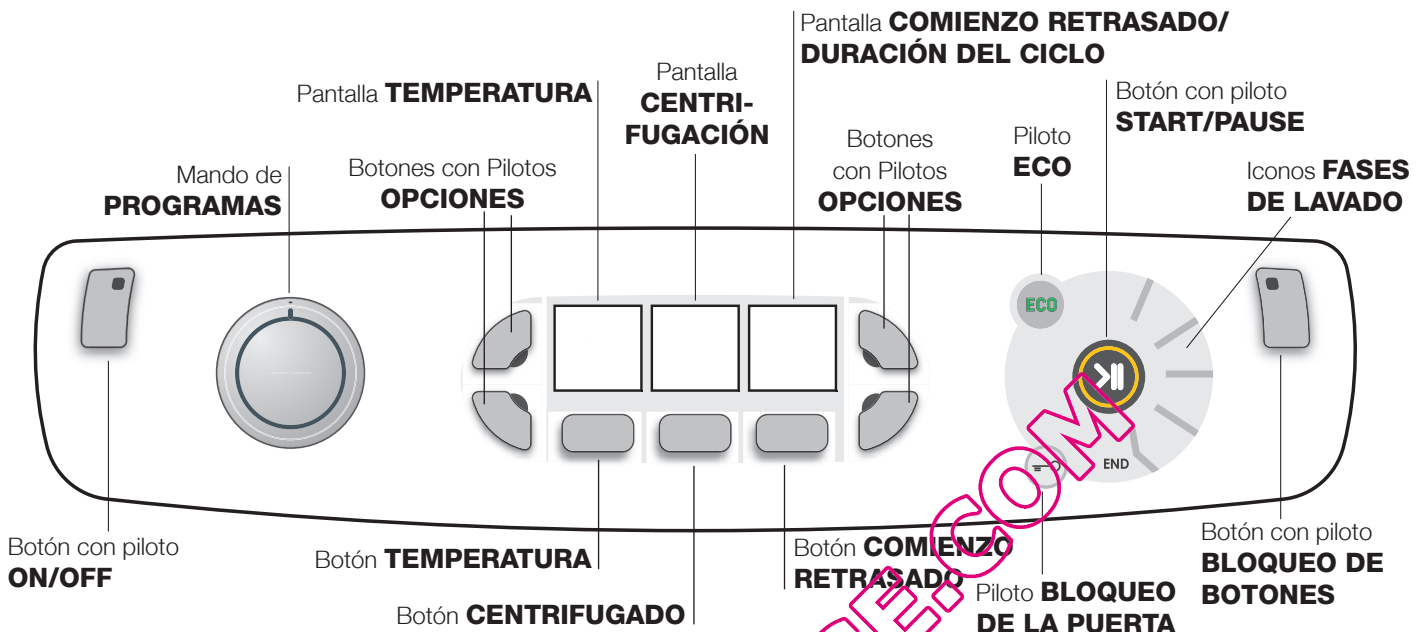 Pantalla COMIENZO RETRASADO/
DURACIÓN DEL CICLO
Pantalla
CENTRI-
FUGACIÓN
Pantalla TEMPERATURA
Botón con piloto
START/PAUSE
Botones
con Pilotos
OPCIONES
Piloto
ECO
Iconos FASES
DE LAVADO
Mando de
PROGRAMAS
Botones con Pilotos
OPCIONES
ECO
END
Botón con piloto
ON/OFF
Botón TEMPERATURA
Botón CENTRIFUGADO
Botón COMIENZO
RETRASADO
Piloto BLOQUEO
DE LA PUERTA
Botón con piloto
BLOQUEO DE
BOTONES
E.COM